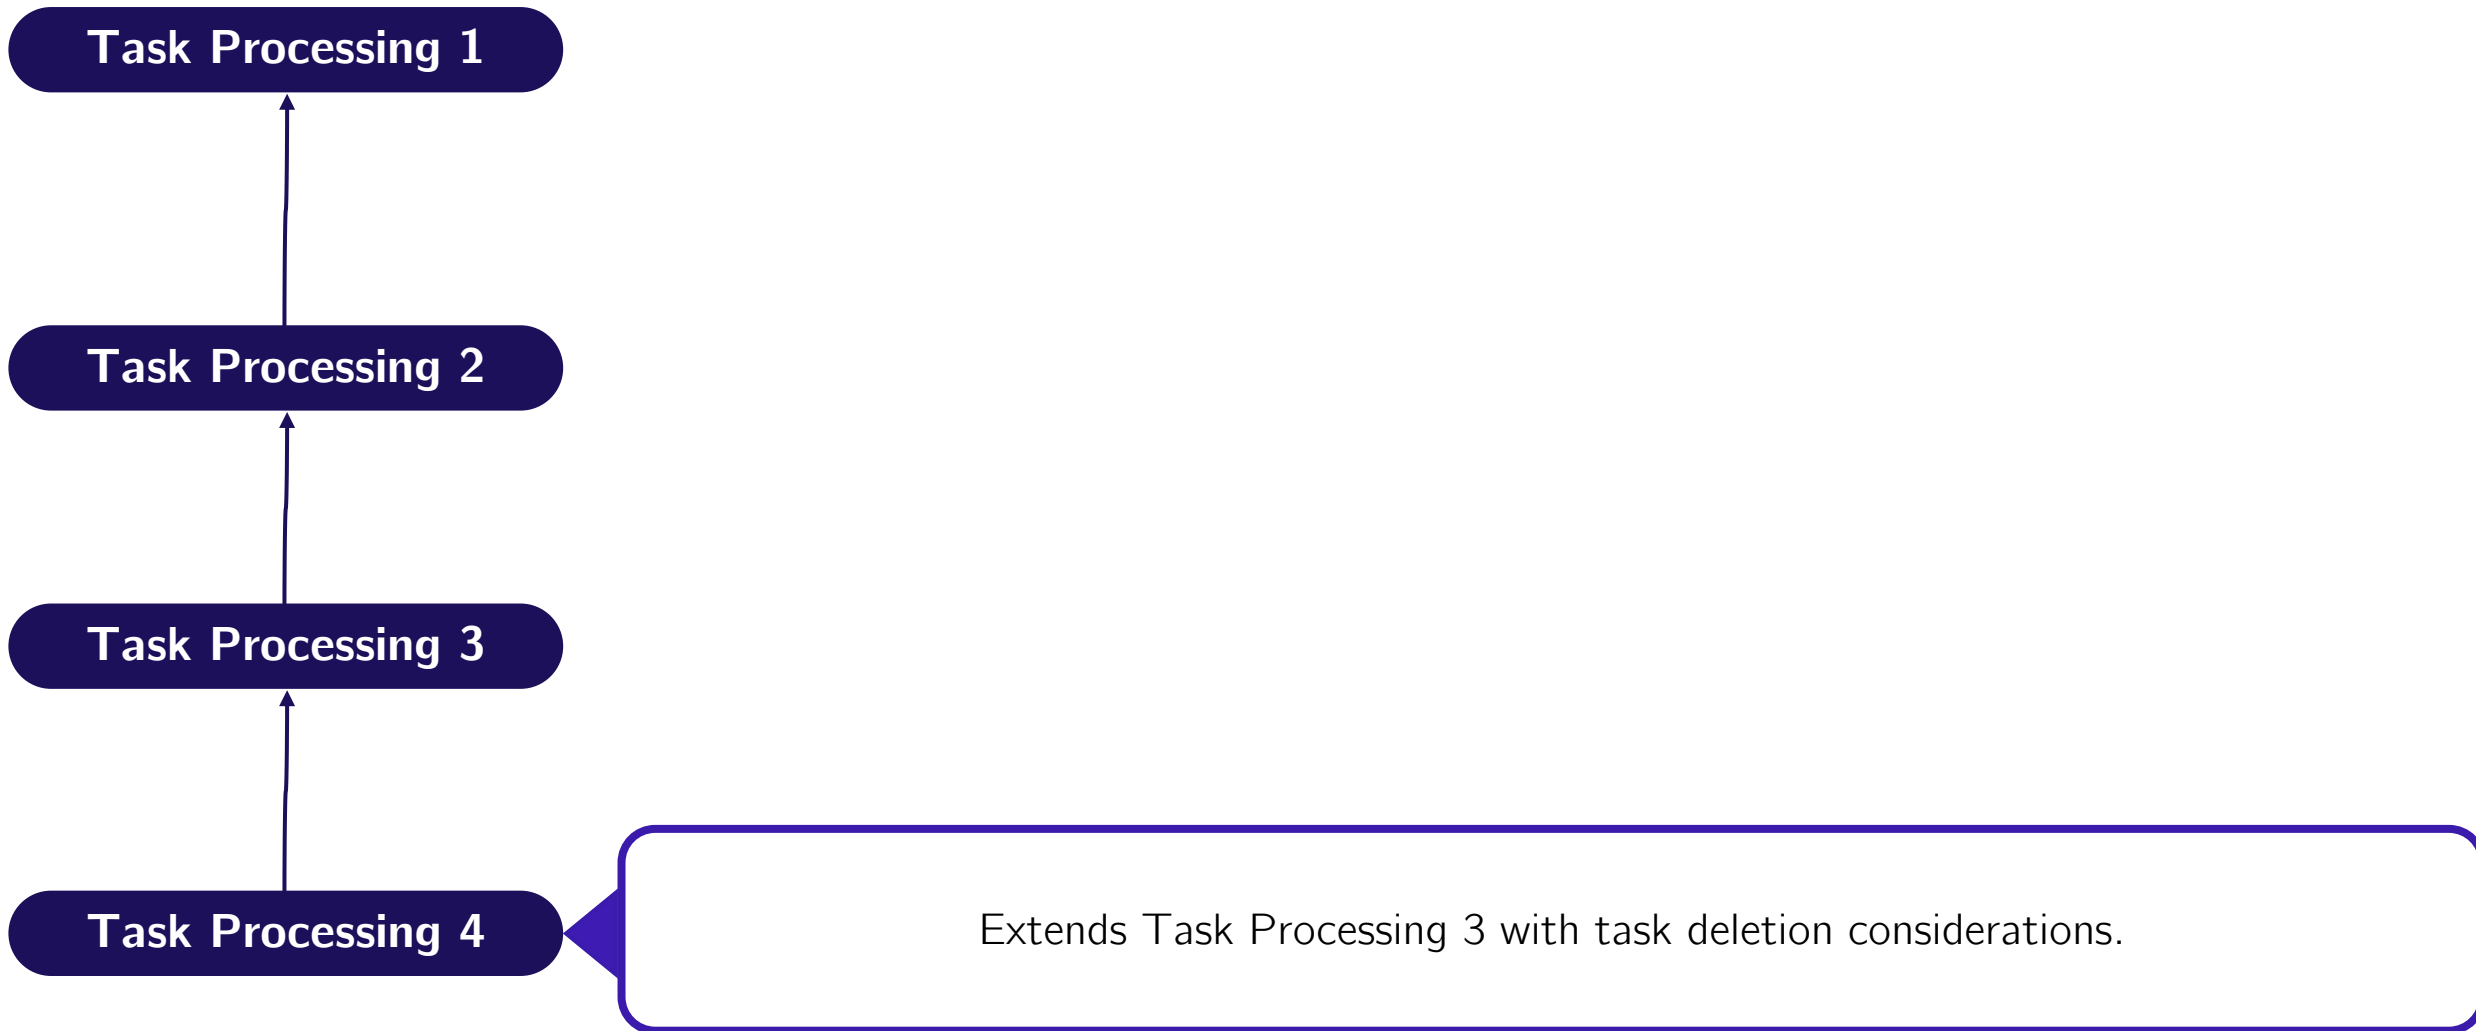 Task Processing 1
Task Processing 2
Task Processing 3
Task Processing 4
Extends Task Processing 3 with task deletion considerations.